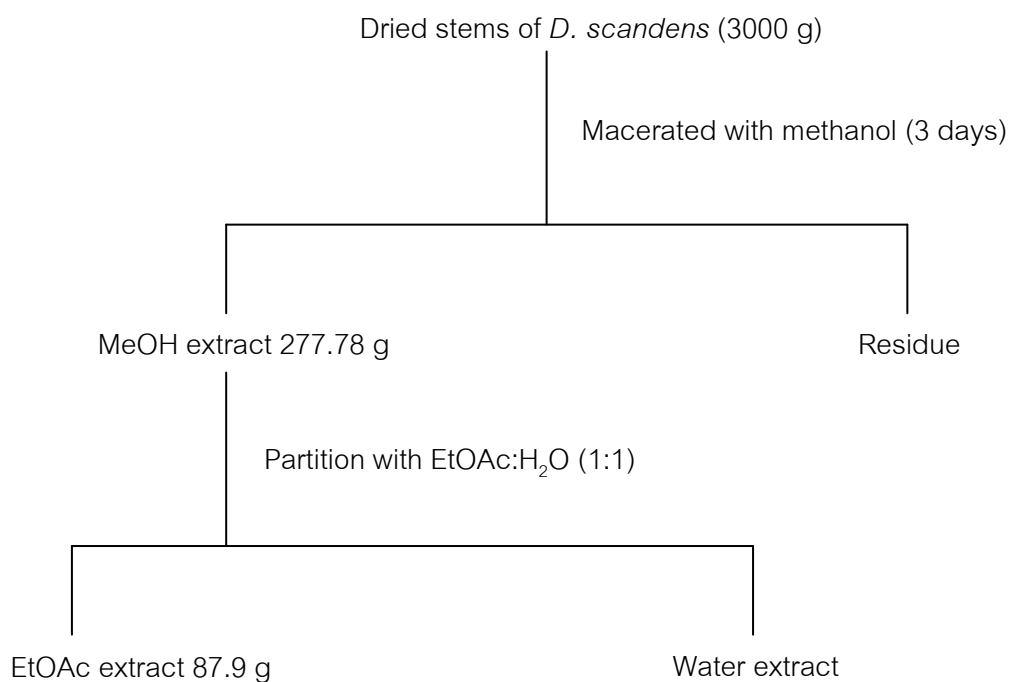 Dried stems of D. scandens (3000 g)
Macerated with methanol (3 days)
MeOH extract 277.78 g
Residue
Partition with EtOAc:H₂O (1:1)
EtOAc extract 87.9 g
Water extract